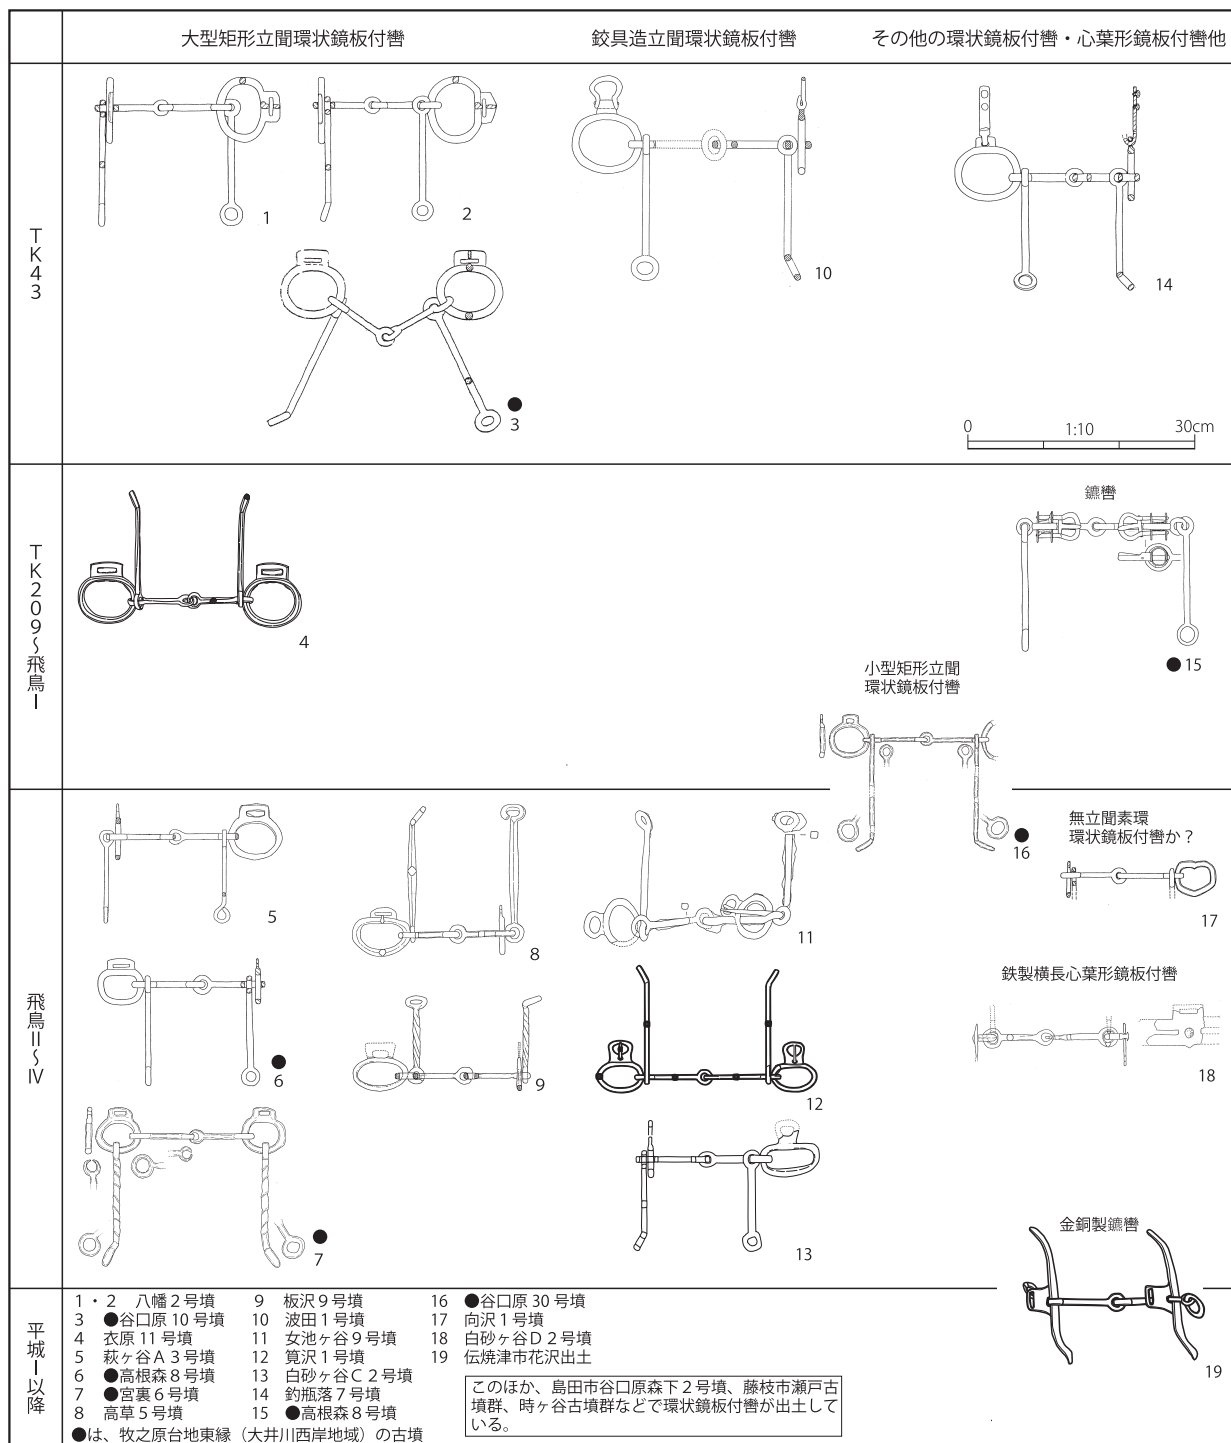 大型矩形立聞環状鏡板付轡
鉸具造立聞環状鏡板付轡
その他の環状鏡板付轡・心葉形鏡板付轡他
TK43
1
2
3
10
14
0
1:10
30cm
TK209～飛鳥Ⅰ
4
鑣轡
●15
小型矩形立聞
環状鏡板付轡
16
飛鳥Ⅱ～Ⅳ
5
8
11
無立聞素環
環状鏡板付轡か？
17
6
9
12
鉄製横長心葉形鏡板付轡
18
7
13
金銅製鑣轡
19
平城Ⅰ以降
1・2 八幡２号墳
3 ●谷口原10号墳
4 衣原11号墳
5 萩ヶ谷Ａ３号墳
6 ●高根森８号墳
7 ●宮裏６号墳
8 高草５号墳
9 板沢９号墳
10 波田１号墳
11 女池ヶ谷９号墳
12 筧沢１号墳
13 白砂ヶ谷Ｃ２号墳
14 釣瓶落７号墳
15 ●高根森８号墳
16 ●谷口原30号墳
17 向沢１号墳
18 白砂ヶ谷Ｄ２号墳
19 伝焼津市花沢出土
●は、牧之原台地東縁（大井川西岸地域）の古墳
このほか、島田市谷口原森下２号墳、藤枝市瀬戸古
墳群、時ヶ谷古墳群などで環状鏡板付轡が出土して
いる。